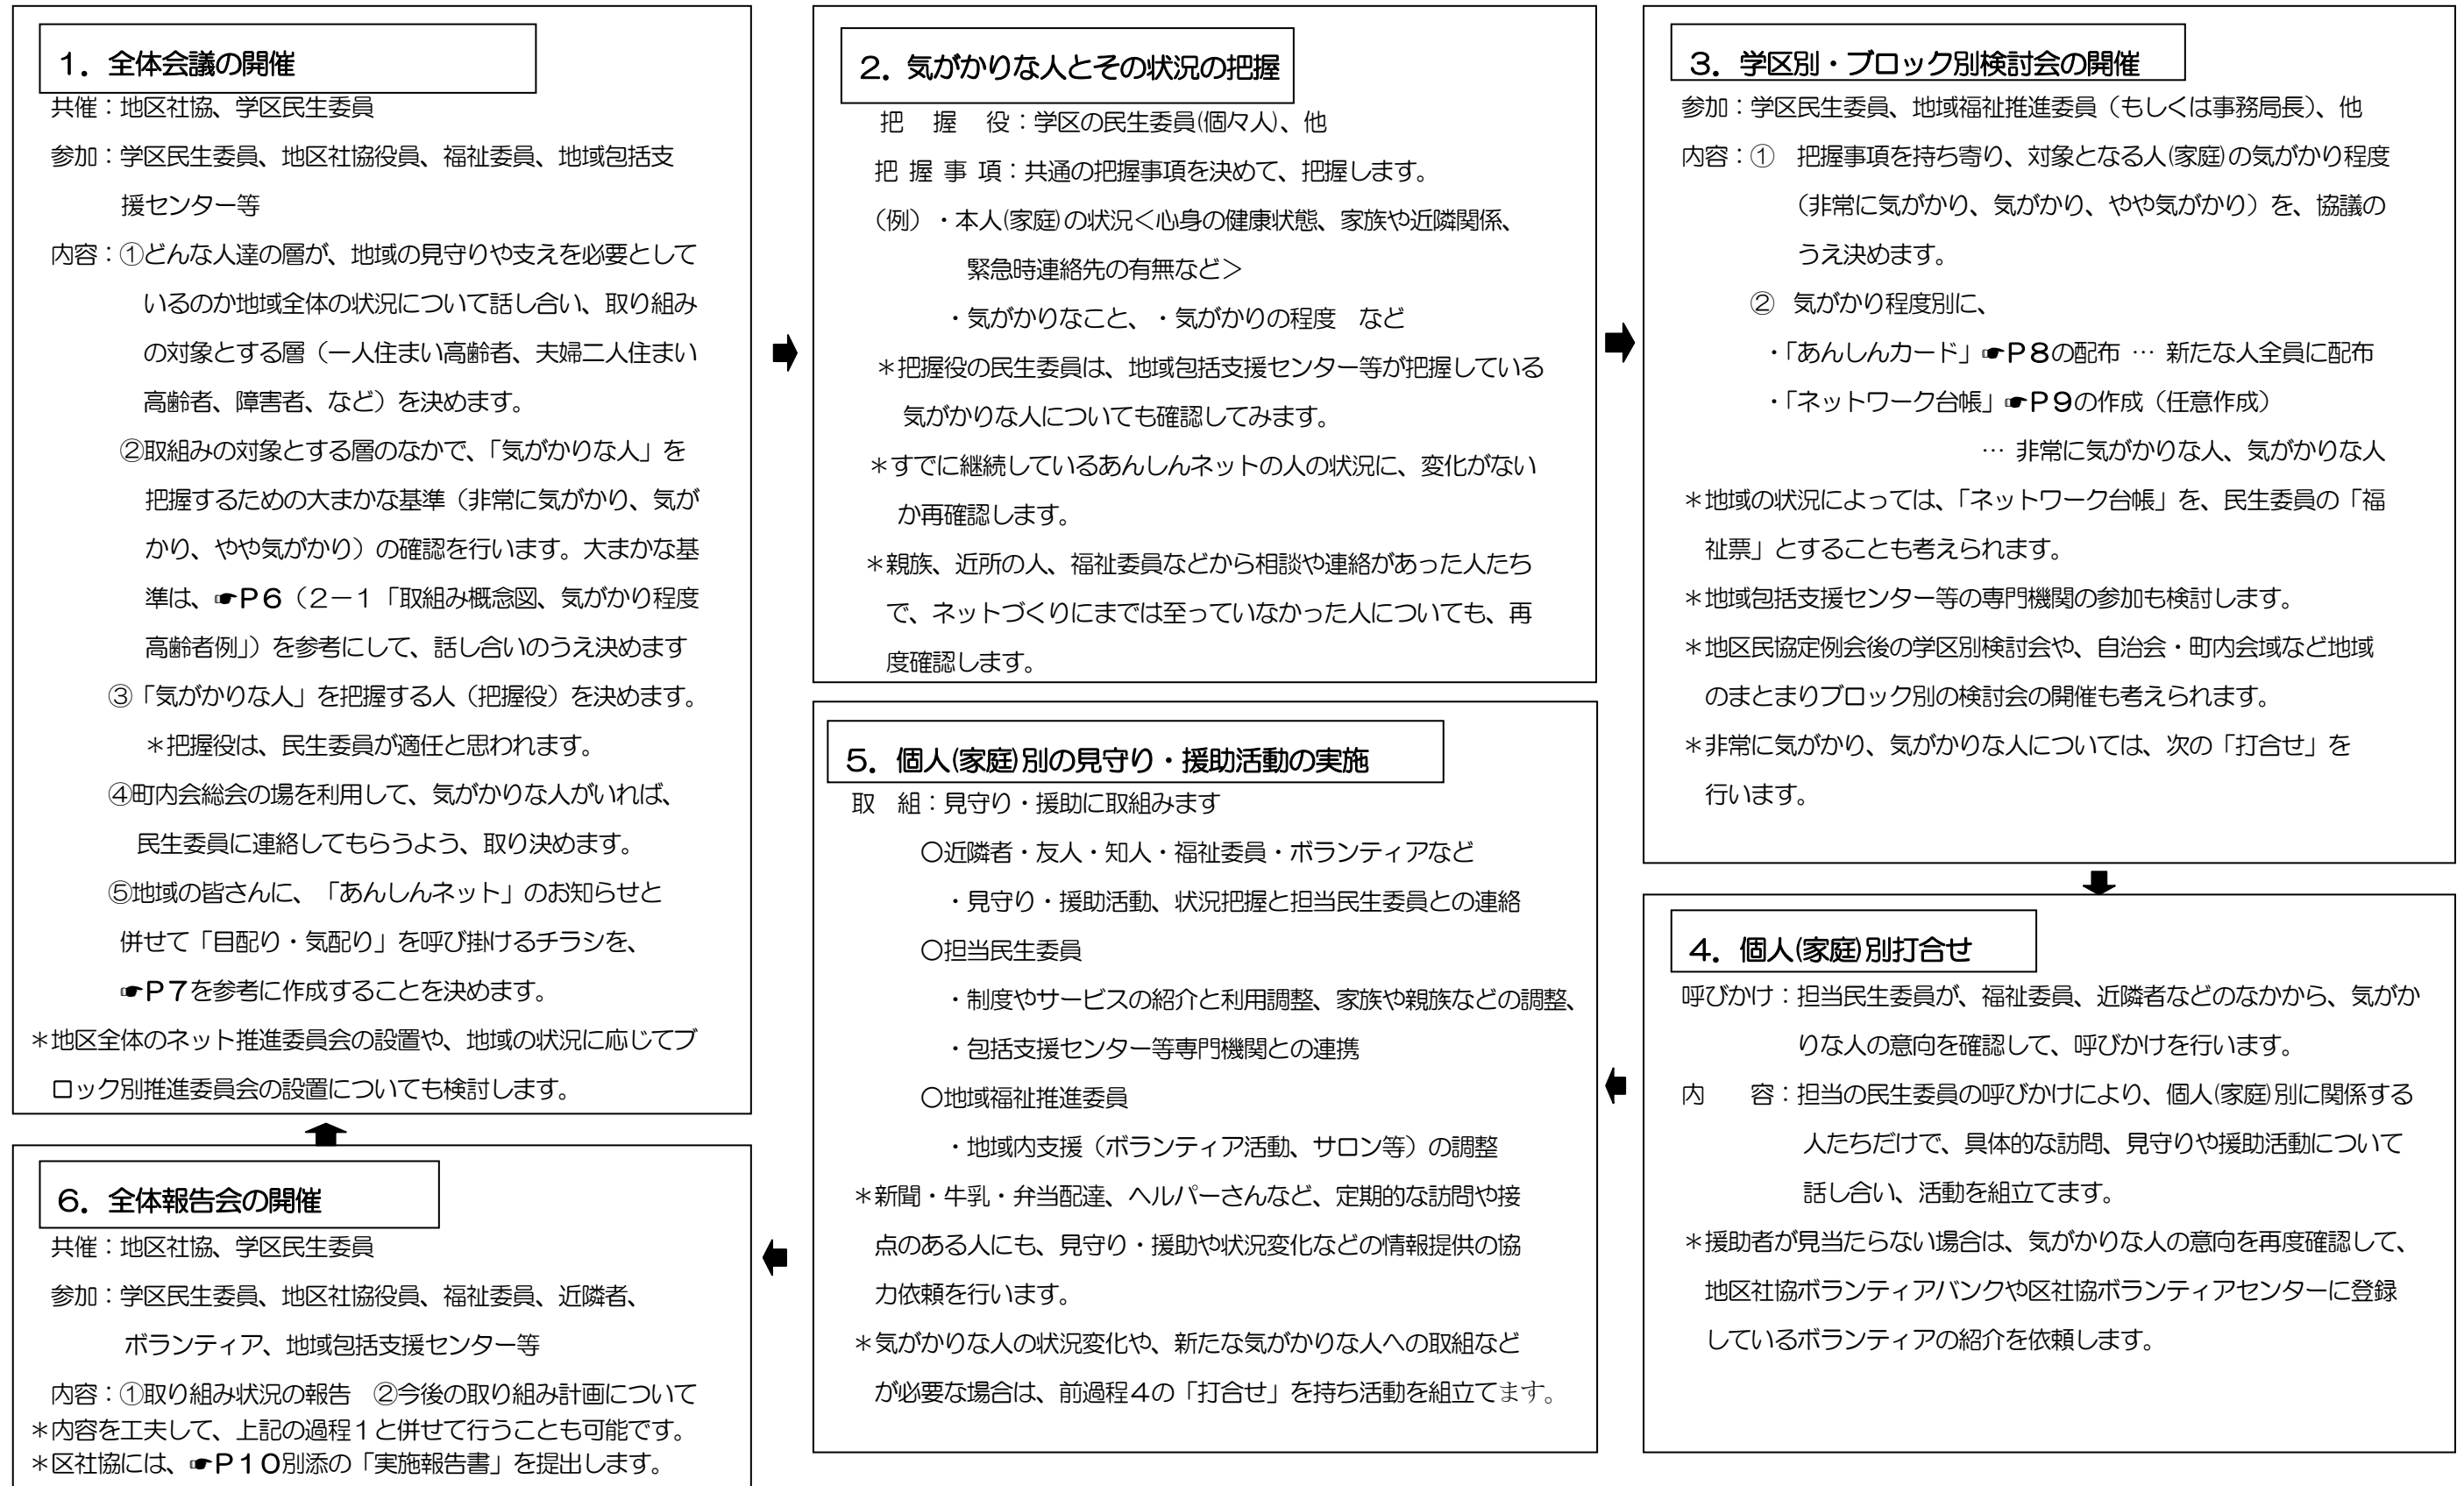 １．全体会議の開催
共催：地区社協、学区民生委員
参加：学区民生委員、地区社協役員、福祉委員、地域包括支
援センター等
内容：①どんな人達の層が、地域の見守りや支えを必要として
いるのか地域全体の状況について話し合い、取り組み
の対象とする層（一人住まい高齢者、夫婦二人住まい
高齢者、障害者、など）を決めます。
②取組みの対象とする層のなかで、「気がかりな人」を
把握するための大まかな基準（非常に気がかり、気が
かり、やや気がかり）の確認を行います。大まかな基
準は、☛Ｐ６（２－１「取組み概念図、気がかり程度
高齢者例」）を参考にして、話し合いのうえ決めます
③「気がかりな人」を把握する人（把握役）を決めます。
＊把握役は、民生委員が適任と思われます。
④町内会総会の場を利用して、気がかりな人がいれば、
民生委員に連絡してもらうよう、取り決めます。
⑤地域の皆さんに、「あんしんネット」のお知らせと
併せて「目配り・気配り」を呼び掛けるチラシを、
☛Ｐ７を参考に作成することを決めます。
＊地区全体のネット推進委員会の設置や、地域の状況に応じてブ
ロック別推進委員会の設置についても検討します。
２．気がかりな人とその状況の把握
把　握　役：学区の民生委員(個々人)、他
把 握 事 項：共通の把握事項を決めて、把握します。
（例）・本人(家庭)の状況＜心身の健康状態、家族や近隣関係、
緊急時連絡先の有無など＞
・気がかりなこと、・気がかりの程度　など
＊把握役の民生委員は、地域包括支援センター等が把握している
気がかりな人についても確認してみます。
＊すでに継続しているあんしんネットの人の状況に、変化がない
か再確認します。
＊親族、近所の人、福祉委員などから相談や連絡があった人たち
で、ネットづくりにまでは至っていなかった人についても、再
度確認します。
３．学区別・ブロック別検討会の開催
参加：学区民生委員、地域福祉推進委員（もしくは事務局長）、他
内容：①　把握事項を持ち寄り、対象となる人(家庭)の気がかり程度
（非常に気がかり、気がかり、やや気がかり）を、協議の
うえ決めます。
②　気がかり程度別に、
・「あんしんカード」☛Ｐ８の配布 … 新たな人全員に配布
・「ネットワーク台帳」☛Ｐ９の作成（任意作成）
… 非常に気がかりな人、気がかりな人
＊地域の状況によっては、「ネットワーク台帳」を、民生委員の「福
祉票」とすることも考えられます。
＊地域包括支援センター等の専門機関の参加も検討します。
＊地区民協定例会後の学区別検討会や、自治会・町内会域など地域
のまとまりブロック別の検討会の開催も考えられます。
＊非常に気がかり、気がかりな人については、次の「打合せ」を
行います。
４．個人(家庭)別打合せ
呼びかけ：担当民生委員が、福祉委員、近隣者などのなかから、気がか
りな人の意向を確認して、呼びかけを行います。
内　　容：担当の民生委員の呼びかけにより、個人(家庭)別に関係する
人たちだけで、具体的な訪問、見守りや援助活動について
話し合い、活動を組立てます。
＊援助者が見当たらない場合は、気がかりな人の意向を再度確認して、
地区社協ボランティアバンクや区社協ボランティアセンターに登録
しているボランティアの紹介を依頼します。
５．個人(家庭)別の見守り・援助活動の実施
取　組：見守り・援助に取組みます
○近隣者・友人・知人・福祉委員・ボランティアなど
・見守り・援助活動、状況把握と担当民生委員との連絡
○担当民生委員
・制度やサービスの紹介と利用調整、家族や親族などの調整、
・包括支援センター等専門機関との連携
○地域福祉推進委員
・地域内支援（ボランティア活動、サロン等）の調整
＊新聞・牛乳・弁当配達、ヘルパーさんなど、定期的な訪問や接
点のある人にも、見守り・援助や状況変化などの情報提供の協
力依頼を行います。
＊気がかりな人の状況変化や、新たな気がかりな人への取組など
が必要な場合は、前過程４の「打合せ」を持ち活動を組立てます。
６．全体報告会の開催
共催：地区社協、学区民生委員
参加：学区民生委員、地区社協役員、福祉委員、近隣者、
ボランティア、地域包括支援センター等
内容：①取り組み状況の報告　②今後の取り組み計画について
＊内容を工夫して、上記の過程１と併せて行うことも可能です。
＊区社協には、☛Ｐ１０別添の「実施報告書」を提出します。